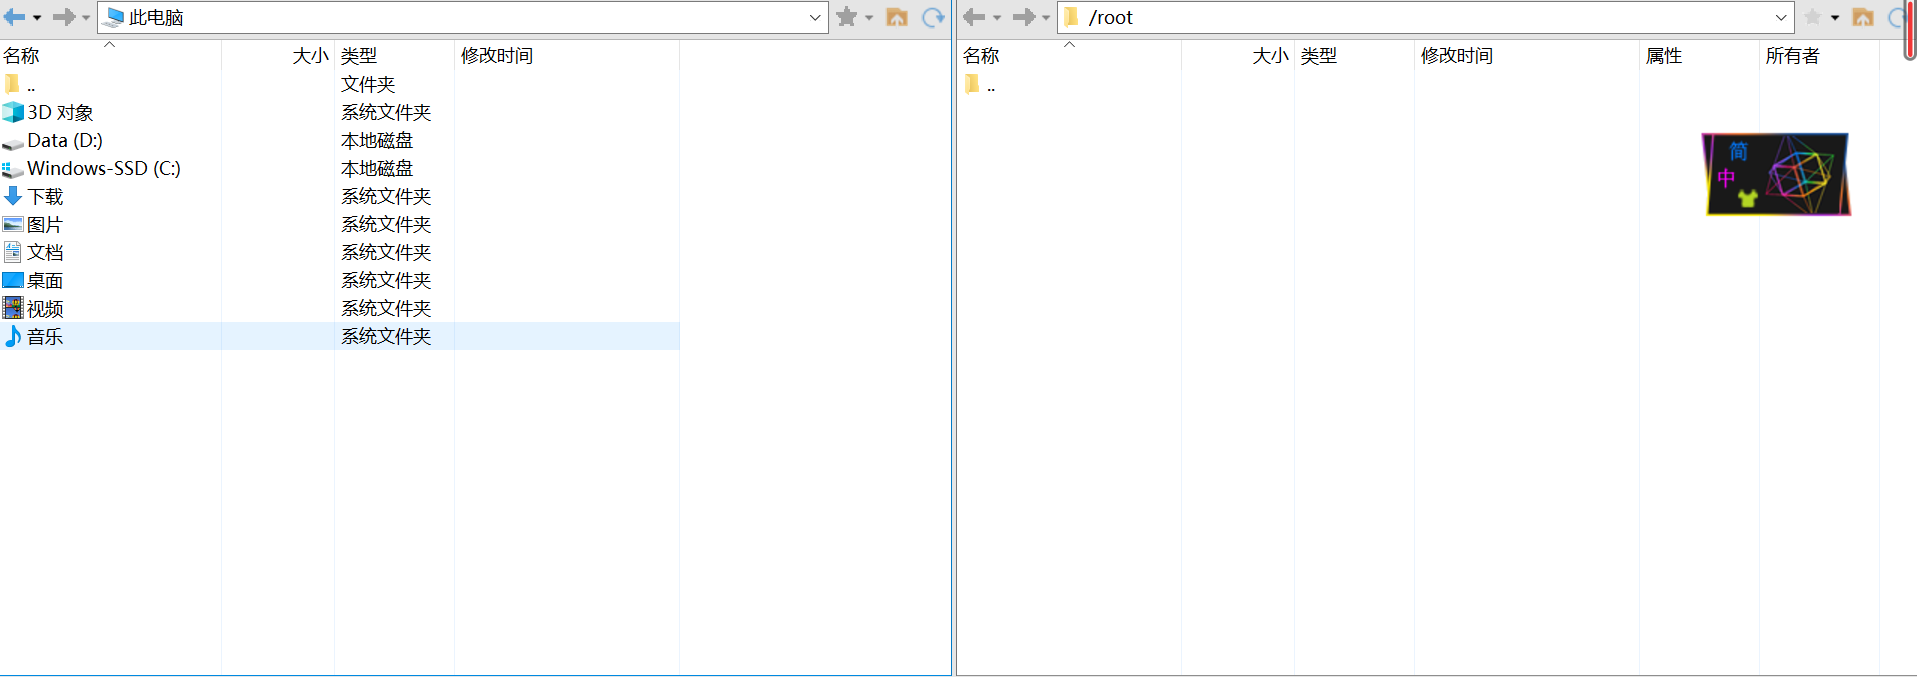 此电脑
名称 大小 类型 修改时间
.. 文件夹
3D 对象 系统文件夹
Data (D:) 本地磁盘
Windows-SSD (C:) 本地磁盘
下载 系统文件夹
图片 系统文件夹
文档 系统文件夹
桌面 系统文件夹
视频 系统文件夹
音乐 系统文件夹
/root
名称 大小 类型 修改时间 属性 所有者
..
简
中